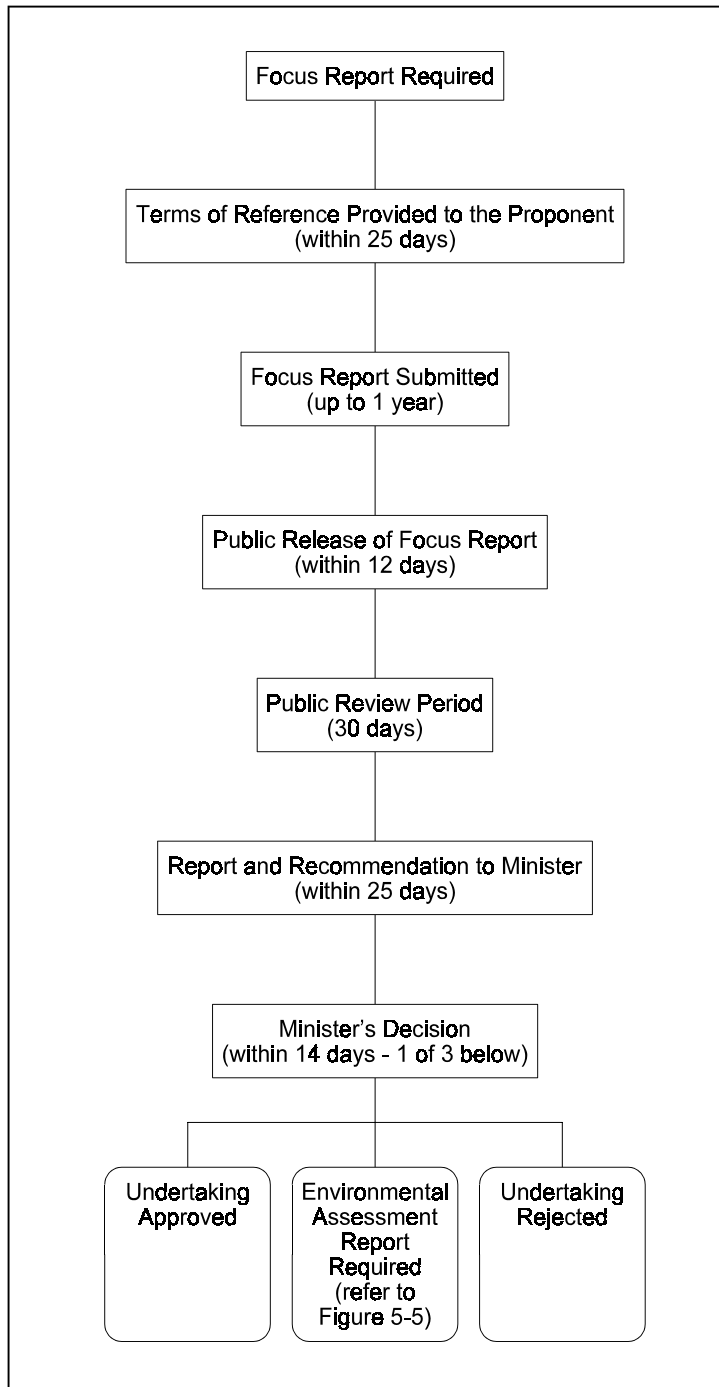 Focus Report Required
Terms of Reference Provided to the Proponent
(within 25 days)
Focus Report Submitted
(up to 1 year)
Public Release of Focus Report
(within 12 days)
Public Review Period
(30 days)
Report and Recommendation to Minister
(within 25 days)
Minister's Decision
(within 14 days - 1 of 3 below)
Undertaking
Approved
Environmental
Assessment
Report
Required
(refer to
Figure 5-5)
Undertaking
Rejected